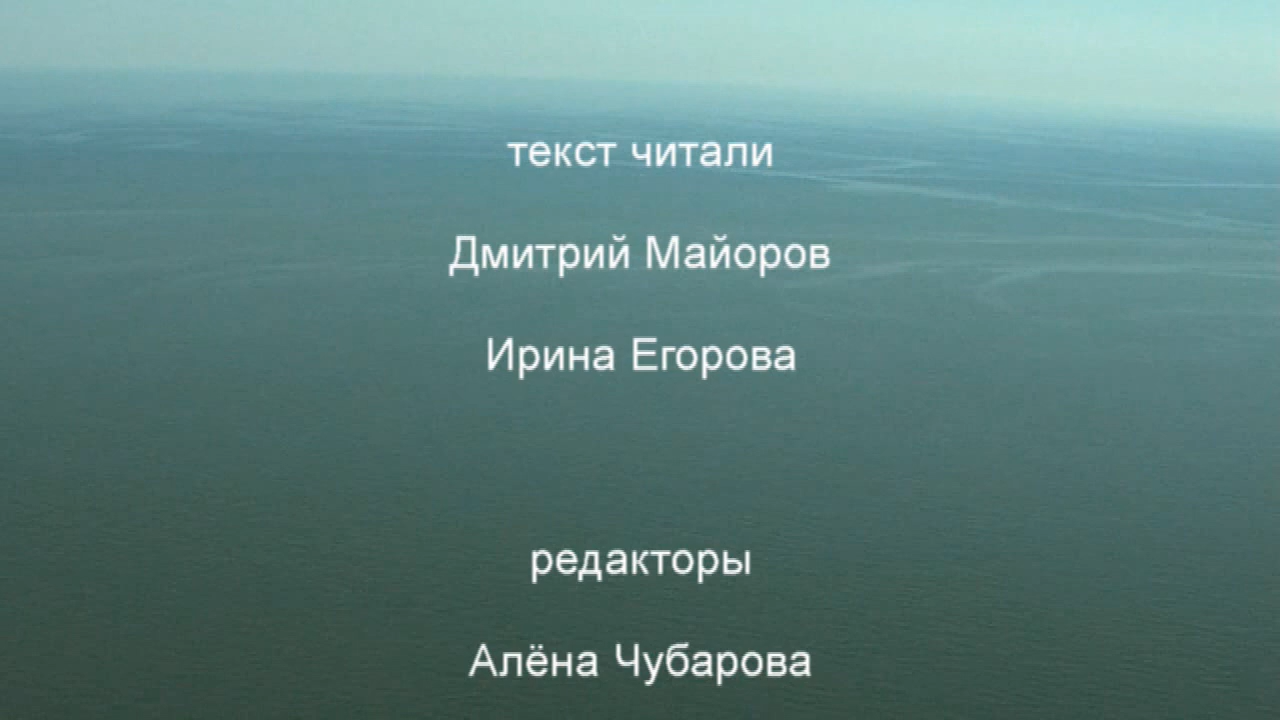 текст читали
Дмитрий Майоров
Ирина Егорова
редакторы
Алёна Чубарова